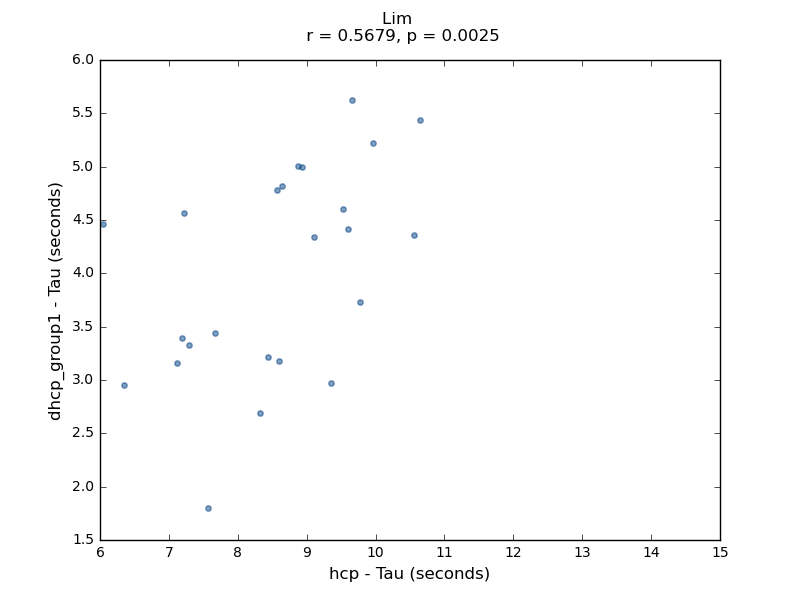 Lim
r = 0.5679, p = 0.0025
6.0
5.5
5.0
4.5
4.0
3.5
3.0
2.5
2.0
1.5
dhcp_group1 - Tau (seconds)
6 7 8 9 10 11 12 13 14 15
hcp - Tau (seconds)